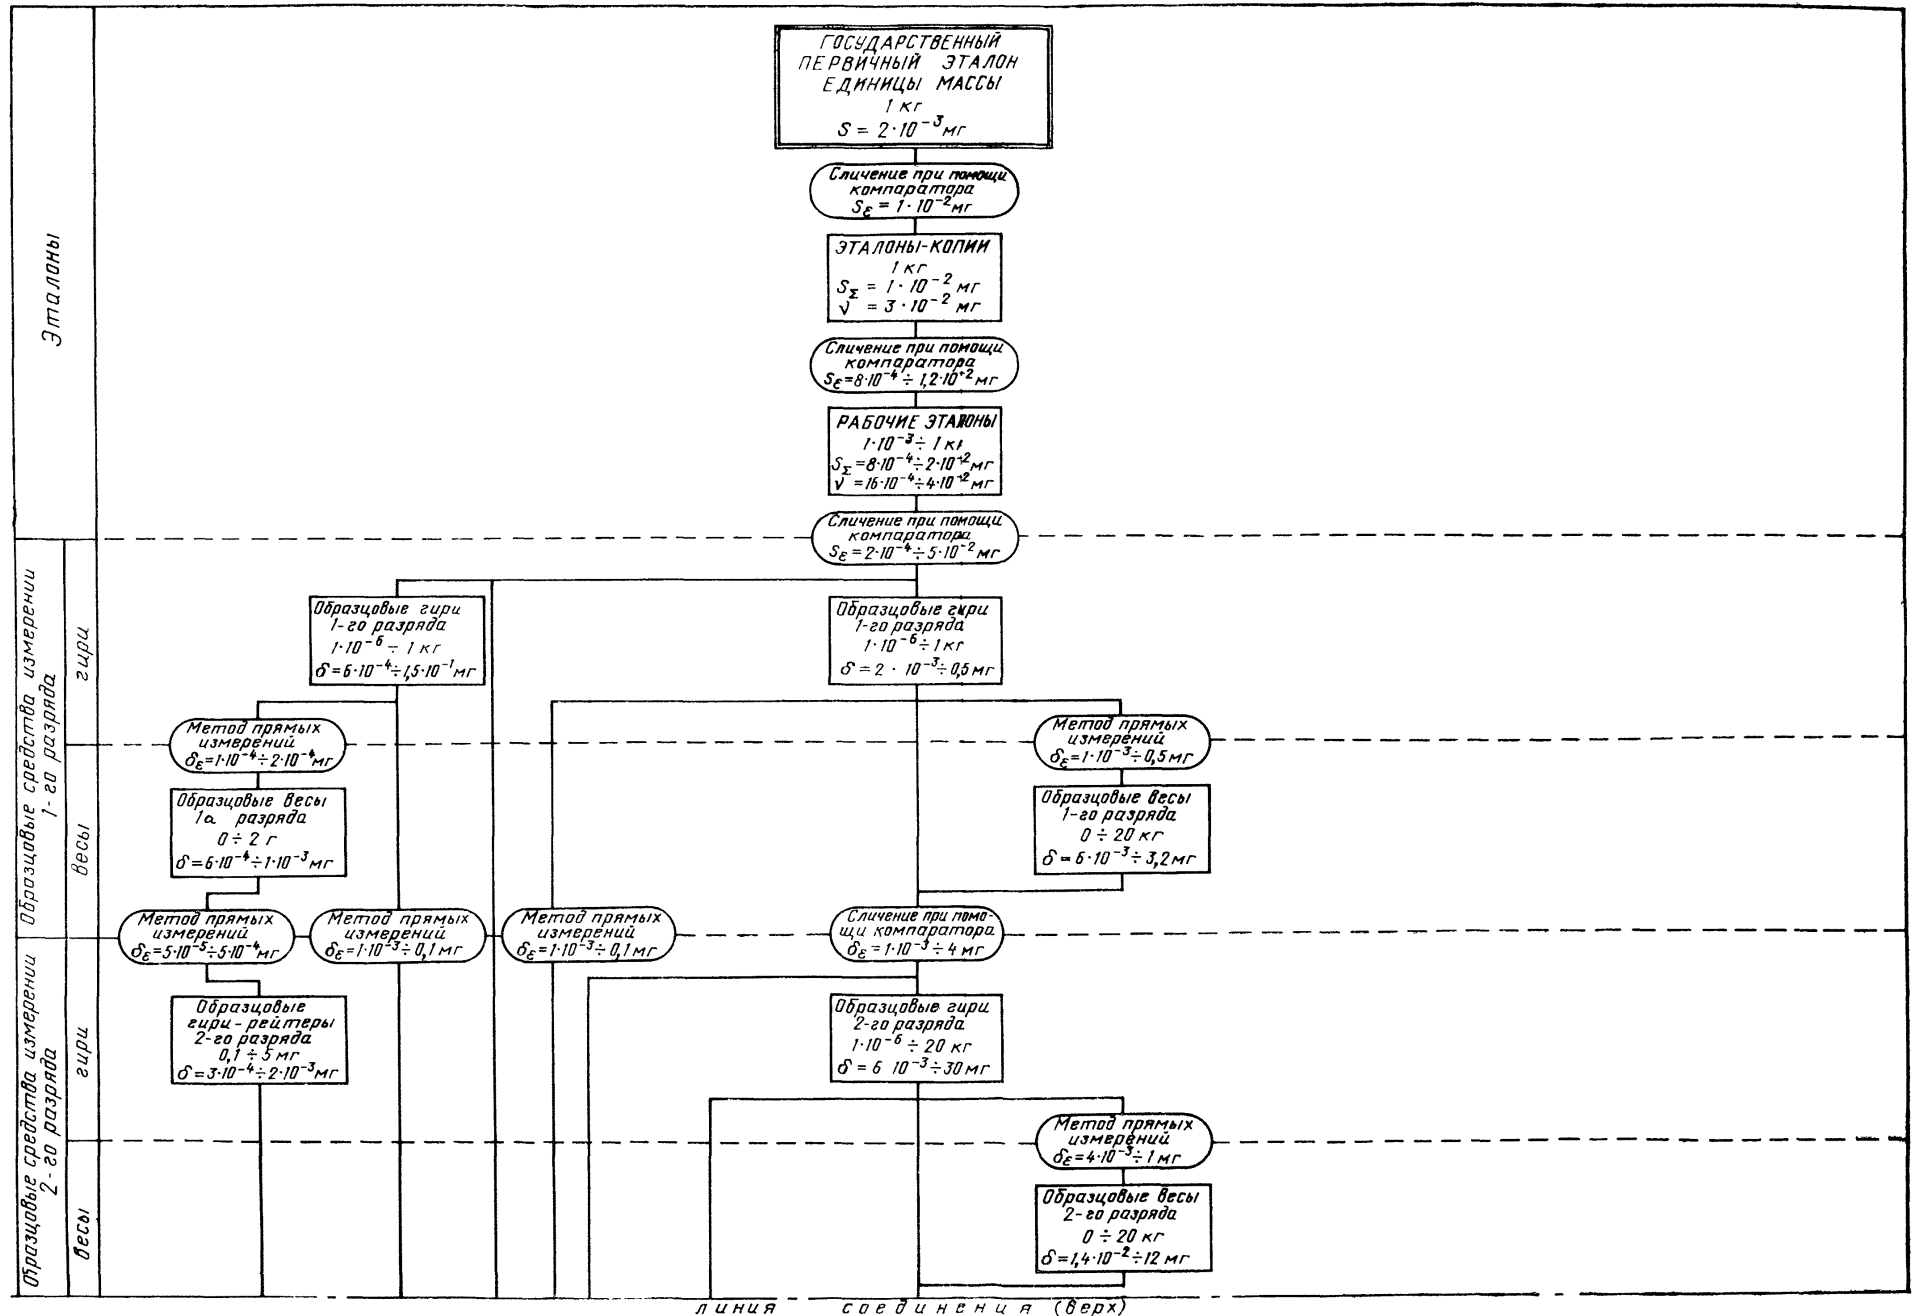 ГОСУДАРСТВЕННЫЙ
ПЕРВИЧНЫЙ ЭТАЛОН
ЕДИНИЦЫ МАССЫ
1 кг
S = 2·10⁻³ мг
Сличение при помощи
компаратора
Sε = 1·10⁻² мг
ЭТАЛОНЫ-КОПИИ
1 кг
S_Σ = 1·10⁻² мг
ν = 3·10⁻² мг
Сличение при помощи
компаратора
Sε=8·10⁻⁴ ÷ 1,2·10⁺² мг
РАБОЧИЕ ЭТАЛОНЫ
1·10⁻³ ÷ 1 кг
S_Σ=8·10⁻⁴÷2·10⁺² мг
ν=16·10⁻⁴÷4·10⁺² мг
Эталоны
Сличение при помощи
компаратора
Sε=2·10⁻⁴÷5·10⁻² мг
Образцовые средства измерении
1-го разряда
гири
Образцовые гири
1-го разряда
1·10⁻⁶ ÷ 1 кг
δ=6·10⁻⁴÷1,5·10⁻¹ мг
Образцовые гири
1-го разряда
1·10⁻⁶÷1 кг
δ=2 · 10⁻³÷0,5 мг
Метод прямых
измерений
δε=1·10⁻⁴÷2·10⁻⁴ мг
Метод прямых
измерений
δε=1·10⁻³÷0,5 мг
весы
Образцовые весы
1а разряда
0 ÷ 2 г
δ=6·10⁻⁴÷1·10⁻³ мг
Образцовые весы
1-го разряда
0 ÷ 20 кг
δ=6·10⁻³÷3,2 мг
Метод прямых
измерений
δε=5·10⁻⁵÷5·10⁻⁴ мг
Метод прямых
измерений
δε=1·10⁻³÷0,1 мг
Метод прямых
измерений
δε=1·10⁻³÷0,1 мг
Сличение при помо-
щи компаратора
δε=1·10⁻³÷4 мг
Образцовые средства измерении
2-го разряда
гири
Образцовые
гири-рейтеры
2-го разряда
0,1÷5 мг
δ=3·10⁻⁴÷2·10⁻³ мг
Образцовые гири
2-го разряда
1·10⁻⁶ ÷ 20 кг
δ=6 10⁻³÷30 мг
Метод прямых
измерений
δε=4·10⁻³÷1 мг
весы
Образцовые весы
2-го разряда
0 ÷ 20 кг
δ=1,4·10⁻²÷12 мг
линия соединения (верх)